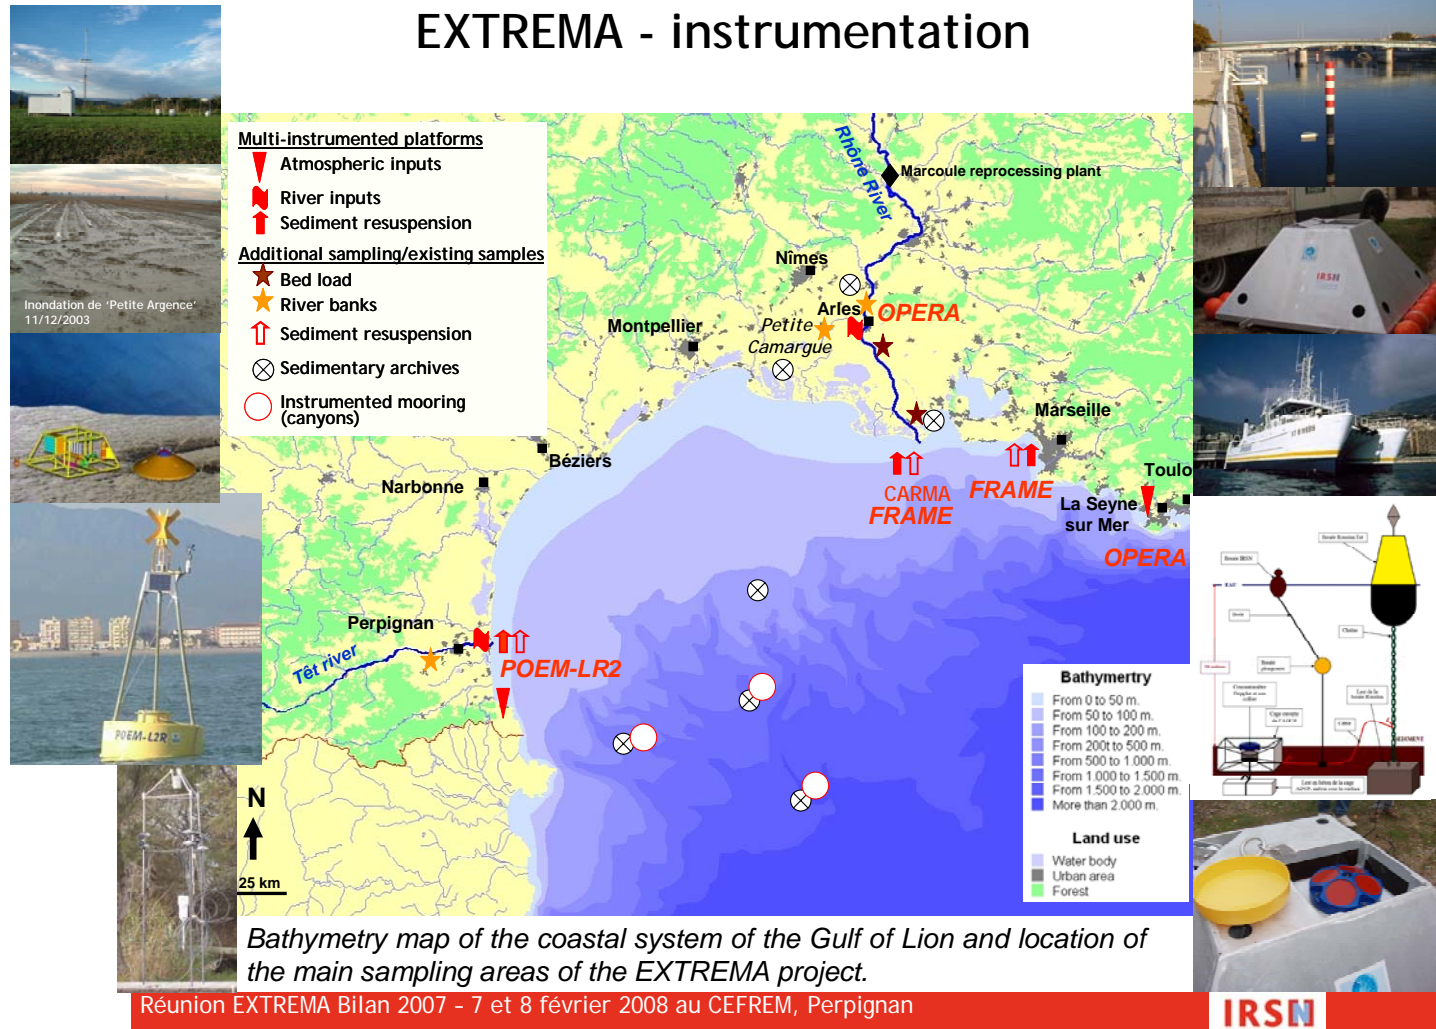 EXTREMA - instrumentation
Inondation de ‘Petite Argence’
11/12/2003
POEM-L2R
Multi-instrumented platforms
Atmospheric inputs
River inputs
Sediment resuspension
Additional sampling/existing samples
Bed load
River banks
Sediment resuspension
Sedimentary archives
Instrumented mooring
(canyons)
Rhône River
Marcoule reprocessing plant
Nîmes
Arles
OPERA
Montpellier
Petite
Camargue
Marseille
Béziers
Narbonne
CARMA
FRAME
FRAME
Toulo
La Seyne
sur Mer
OPERA
Perpignan
Têt river
POEM-LR2
N
25 km
Bathymertry
From 0 to 50 m.
From 50 to 100 m.
From 100 to 200 m.
From 200t to 500 m.
From 500 to 1.000 m.
From 1.000 to 1.500 m.
From 1.500 to 2.000 m.
More than 2.000 m.
Land use
Water body
Urban area
Forest
IRSN
EAU
Bathymetry map of the coastal system of the Gulf of Lion and location of
the main sampling areas of the EXTREMA project.
Réunion EXTREMA Bilan 2007 - 7 et 8 février 2008 au CEFREM, Perpignan
IRSN